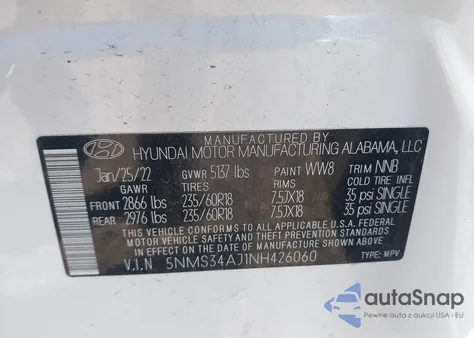 MANUFACTURED BY
HYUNDAI MOTOR MANUFACTURING ALABAMA, LLC
Jan/25/22 GVWR 5137 lbs PAINT WW8 TRIM NNB
GAWR TIRES RIMS COLD TIRE INFL
FRONT 2866 lbs 235/60R18 7.5JX18 35 psi SINGLE
REAR 2976 lbs 235/60R18 7.5JX18 35 psi SINGLE
THIS VEHICLE CONFORMS TO ALL APPLICABLE U.S.A. FEDERAL
MOTOR VEHICLE SAFETY AND THEFT PREVENTION STANDARDS
IN EFFECT ON THE DATE OF MANUFACTURE SHOWN ABOVE.
V.I.N 5NMS34AJ1NH426060 TYPE: MPV
autoSnap
Pewne auta z USA i EU